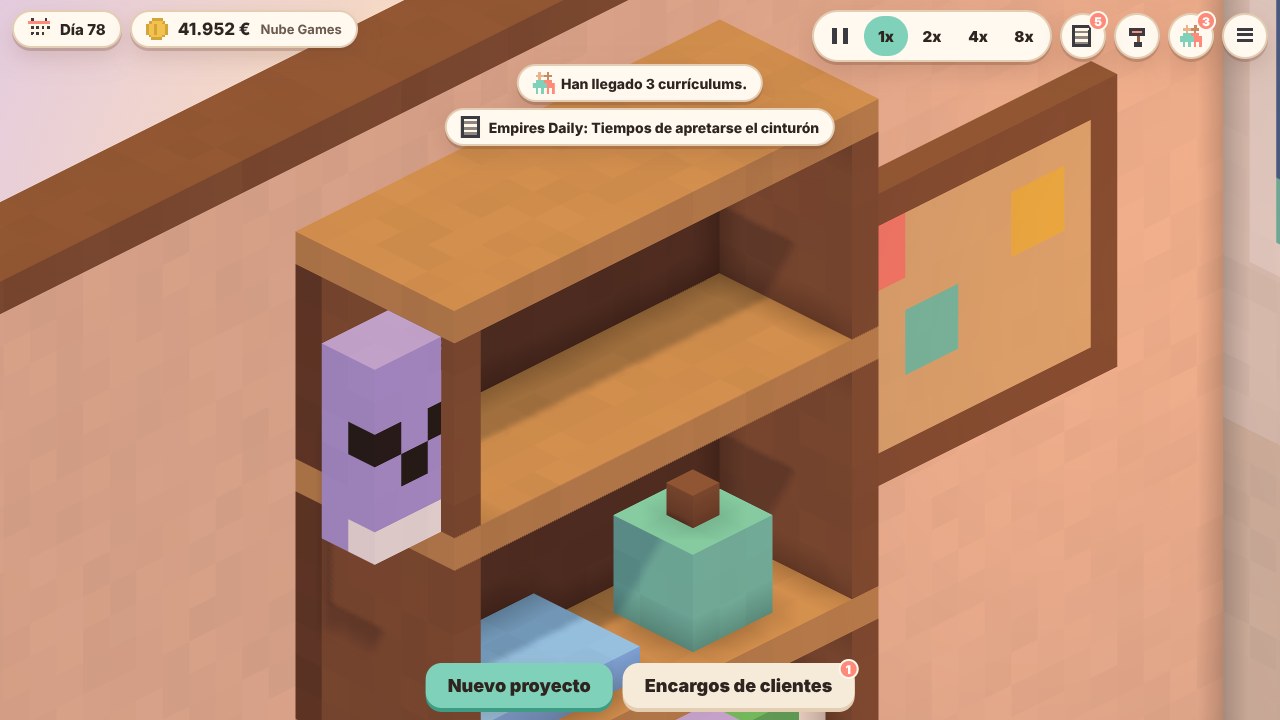 Día 78
41.952 € Nube Games
1x 2x 4x 8x
5
3
Han llegado 3 currículums.
Empires Daily: Tiempos de apretarse el cinturón
Nuevo proyecto
Encargos de clientes
1